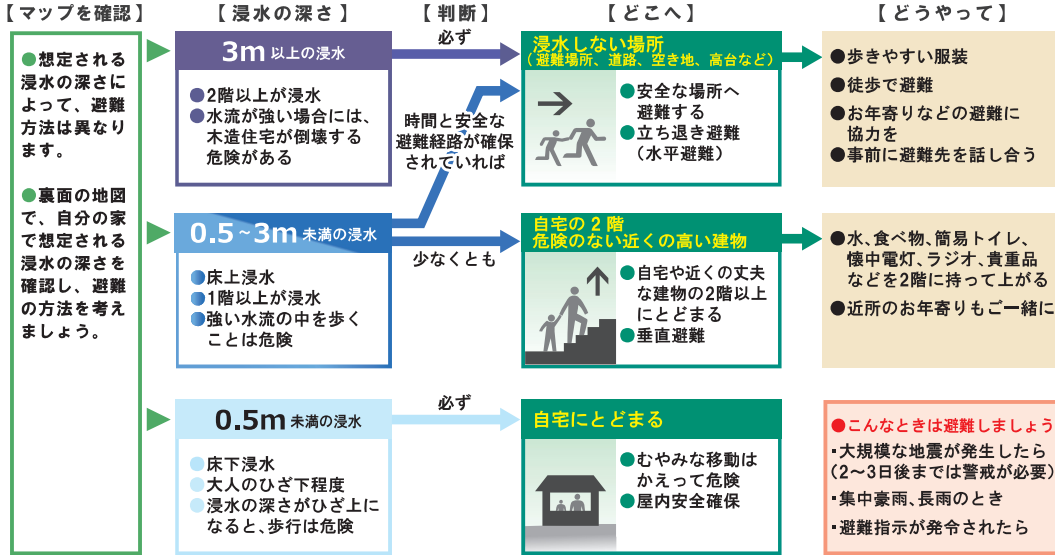 【マップを確認】
【浸水の深さ】
【判断】
【どこへ】
【どうやって】
●想定される
浸水の深さに
よって、避難
方法は異なり
ます。
●裏面の地図
で、自分の家
で想定される
浸水の深さを
確認し、避難
の方法を考え
ましょう。
3m以上の浸水
●2階以上が浸水
●水流が強い場合には、
木造住宅が倒壊する
危険がある
必ず
浸水しない場所
(避難場所、道路、空き地、高台など)
●安全な場所へ
避難する
●立ち退き避難
(水平避難)
●歩きやすい服装
●徒歩で避難
●お年寄りなどの避難に
協力を
●事前に避難先を話し合う
時間と安全な
避難経路が確保
されていれば
0.5~3m未満の浸水
●床上浸水
●1階以上が浸水
●強い水流の中を歩く
ことは危険
少なくとも
自宅の2階
危険のない近くの高い建物
●自宅や近くの丈夫
な建物の2階以上
にとどまる
●垂直避難
●水、食べ物、簡易トイレ、
懐中電灯、ラジオ、貴重品
などを2階に持って上がる
●近所のお年寄りもご一緒に
0.5m未満の浸水
●床下浸水
●大人のひざ下程度
●浸水の深さがひざ上に
なると、歩行は危険
必ず
自宅にとどまる
●むやみな移動は
かえって危険
●屋内安全確保
●こんなときは避難しましょう
・大規模な地震が発生したら
(2〜3日後までは警戒が必要)
・集中豪雨、長雨のとき
・避難指示が発令されたら